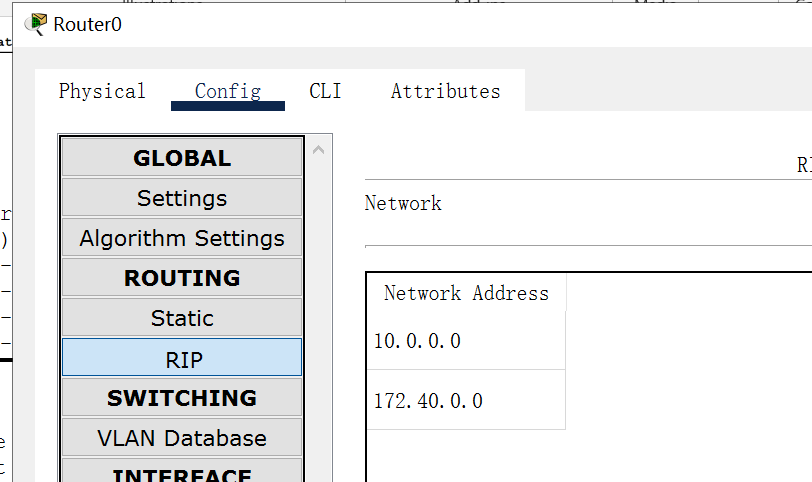 Router0
Physical Config CLI Attributes
GLOBAL
Settings
Algorithm Settings
ROUTING
Static
RIP
SWITCHING
VLAN Database
INTERFACE
Network
Network Address
10.0.0.0
172.40.0.0